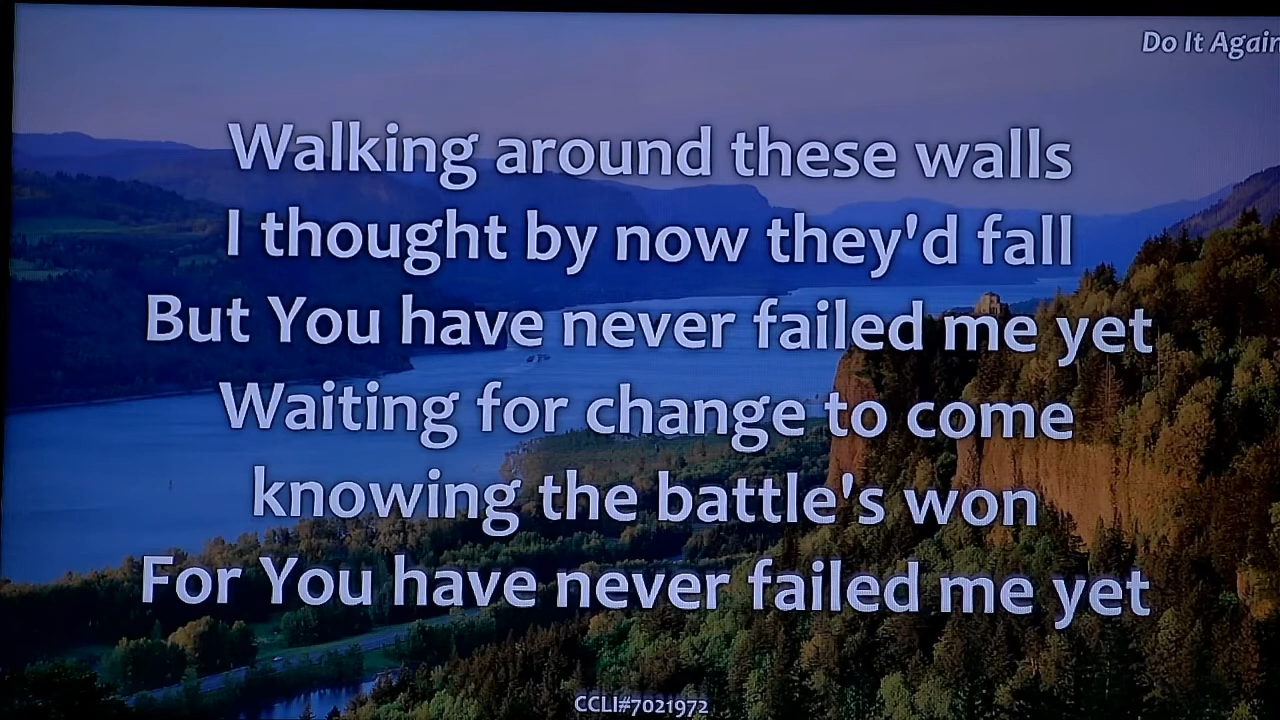 Do It Again
Walking around these walls
I thought by now they'd fall
But You have never failed me yet
Waiting for change to come
knowing the battle's won
For You have never failed me yet
CCLI#7021972